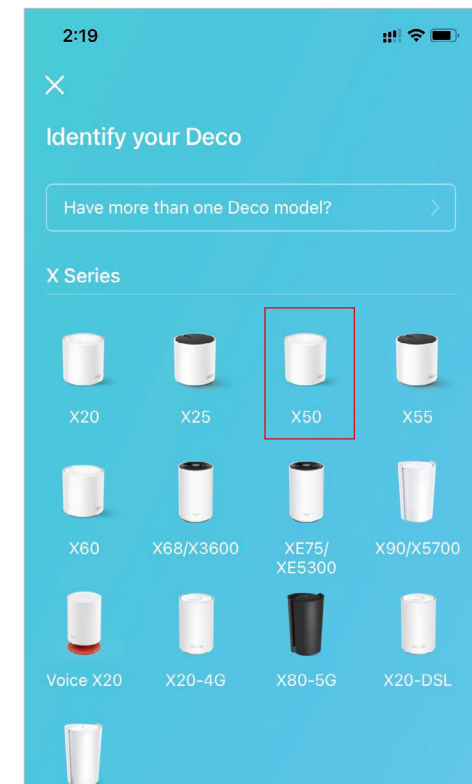 2:19
Identify your Deco
Have more than one Deco model?
X Series
X20 X25 X50 X55
X60 X68/X3600 XE75/ X90/X5700
XE5300
Voice X20 X20-4G X80-5G X20-DSL